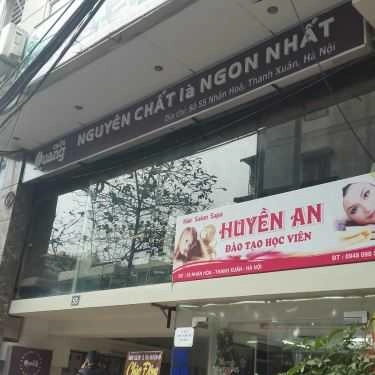 Quang
NGUYÊN CHẤT là NGON NHẤT
Địa chỉ: Số 55 Nhân Hoà, Thanh Xuân, Hà Nội
Hair Salon Sapa
HUYỀN AN
ĐÀO TẠO HỌC VIÊN
ĐC : 55 NHÂN HÒA - THANH XUÂN - HÀ NỘI
ĐT : 0948 098
55